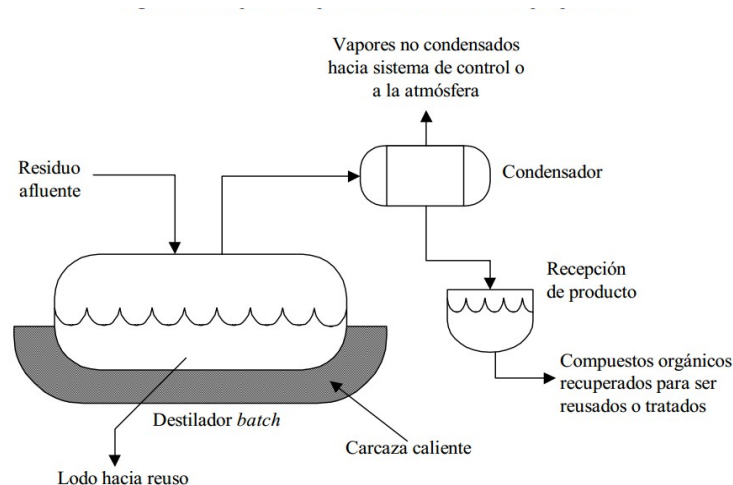 Vapores no condensados
hacia sistema de control o
a la atmósfera
Residuo
afluente
Condensador
Recepción
de producto
Compuestos orgánicos
recuperados para ser
reusados o tratados
Destilador batch
Carcaza caliente
Lodo hacia reuso